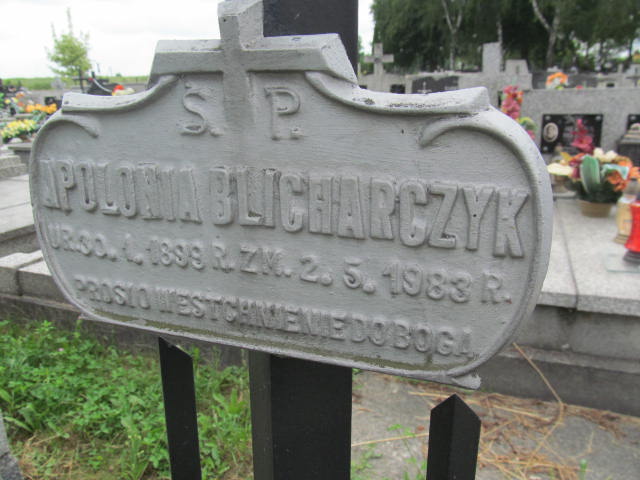 Ś. P.
APOLONIA BLICHARCZYK
UR. 30. 1. 1899 R. ZM. 2. 5. 1983 R.
PROSI O WESTCHNIENIE DO BOGA